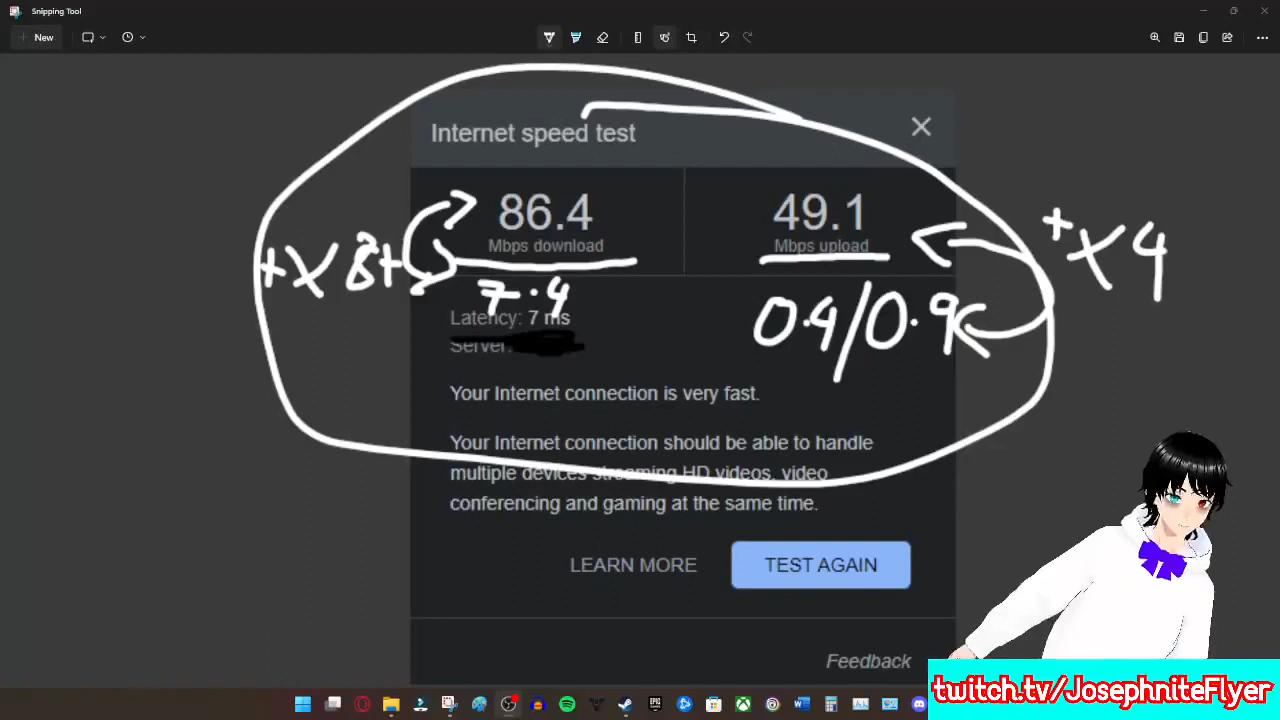 Snipping Tool
New
Internet speed test
86.4
Mbps download
49.1
Mbps upload
+X8+
+X4
7.4
0.4/0.9
Latency: 7 ms
Server:
Your Internet connection is very fast.
Your Internet connection should be able to handle
multiple devices streaming HD videos, video
conferencing and gaming at the same time.
LEARN MORE
TEST AGAIN
Feedback
twitch.tv/JosephniteFlyer